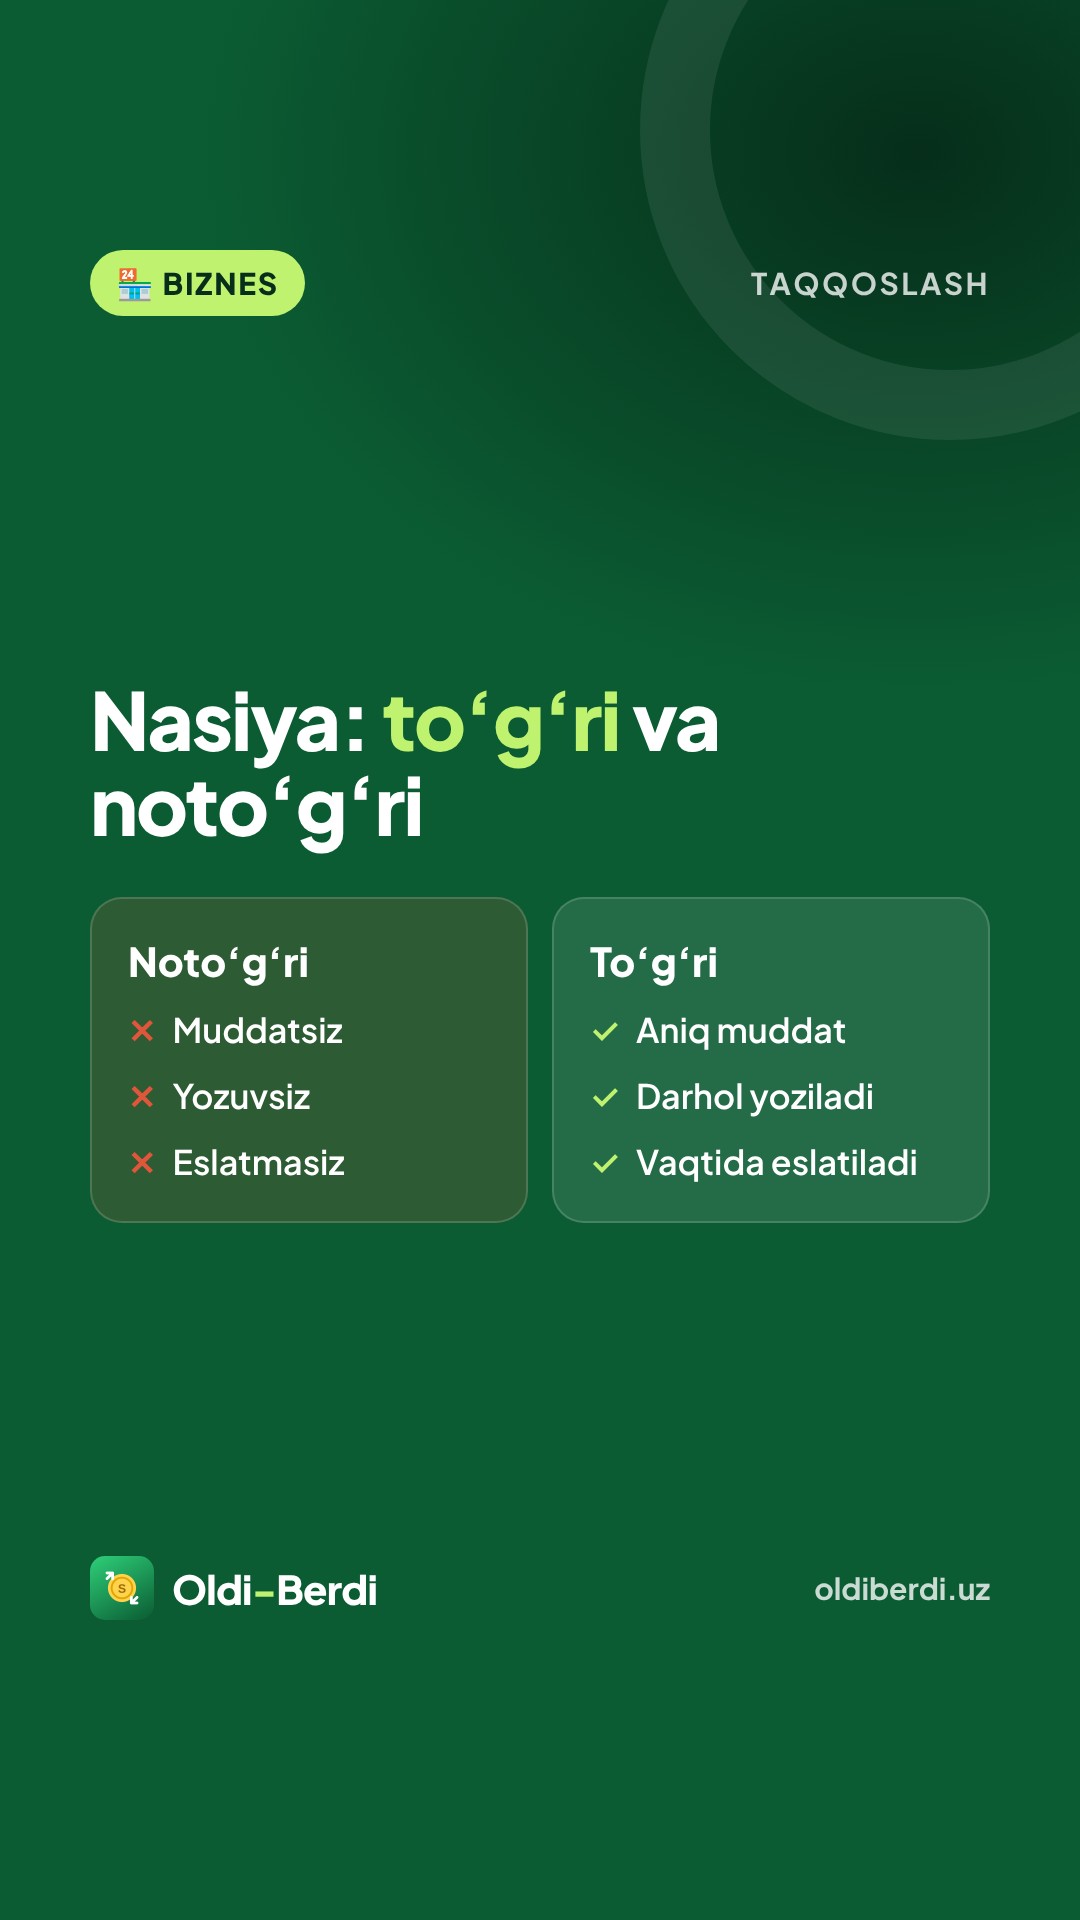 🏪 BIZNES
TAQQOSLASH
Nasiya: to‘g‘ri va
noto‘g‘ri
Noto‘g‘ri
✕ Muddatsiz
✕ Yozuvsiz
✕ Eslatmasiz
To‘g‘ri
✓ Aniq muddat
✓ Darhol yoziladi
✓ Vaqtida eslatiladi
Oldi-Berdi
oldiberdi.uz